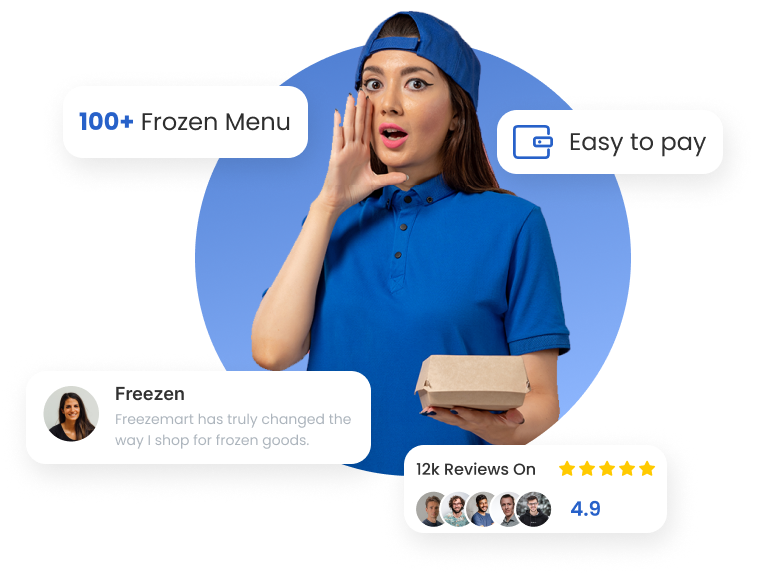 100+ Frozen Menu
Easy to pay
Freezen
Freezemart has truly changed the
way I shop for frozen goods.
12k Reviews On
4.9